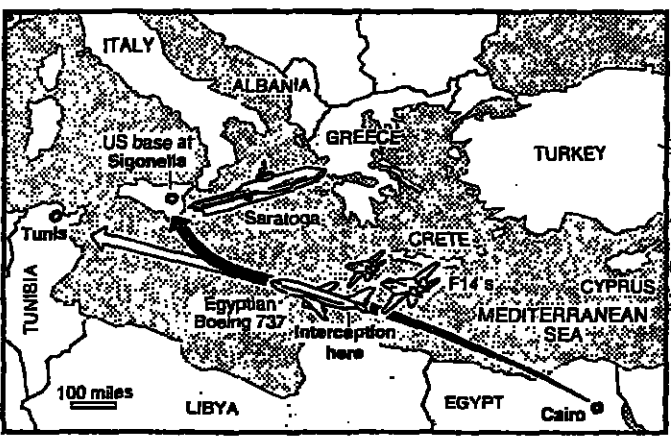 ITALY
ALBANIA
US base at
Sigonella
GREECE
TURKEY
Saratoga
Tunis
CRETE
F14's
CYPRUS
TUNIBIA
Egyptian
Boeing 737
Interception
here
MEDITERRANEAN
SEA
100 miles
LIBYA
EGYPT
Cairo